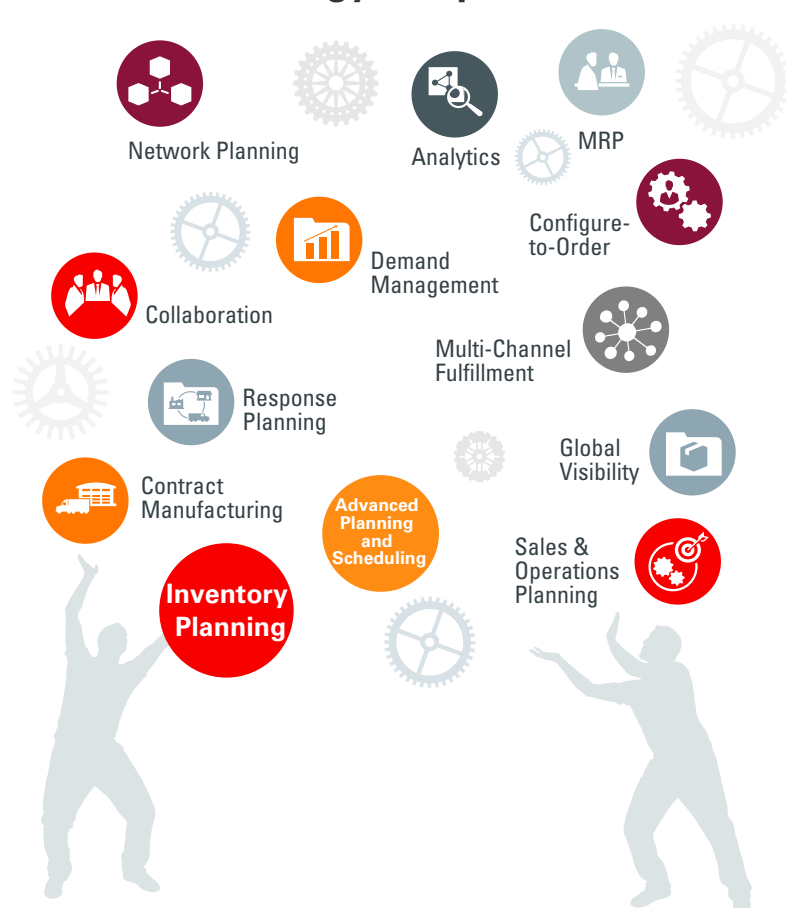 Network Planning
Analytics
MRP
Configure-
to-Order
Demand
Management
Collaboration
Multi-Channel
Fulfillment
Response
Planning
Global
Visibility
Contract
Manufacturing
Advanced
Planning
and
Scheduling
Sales &
Operations
Planning
Inventory
Planning